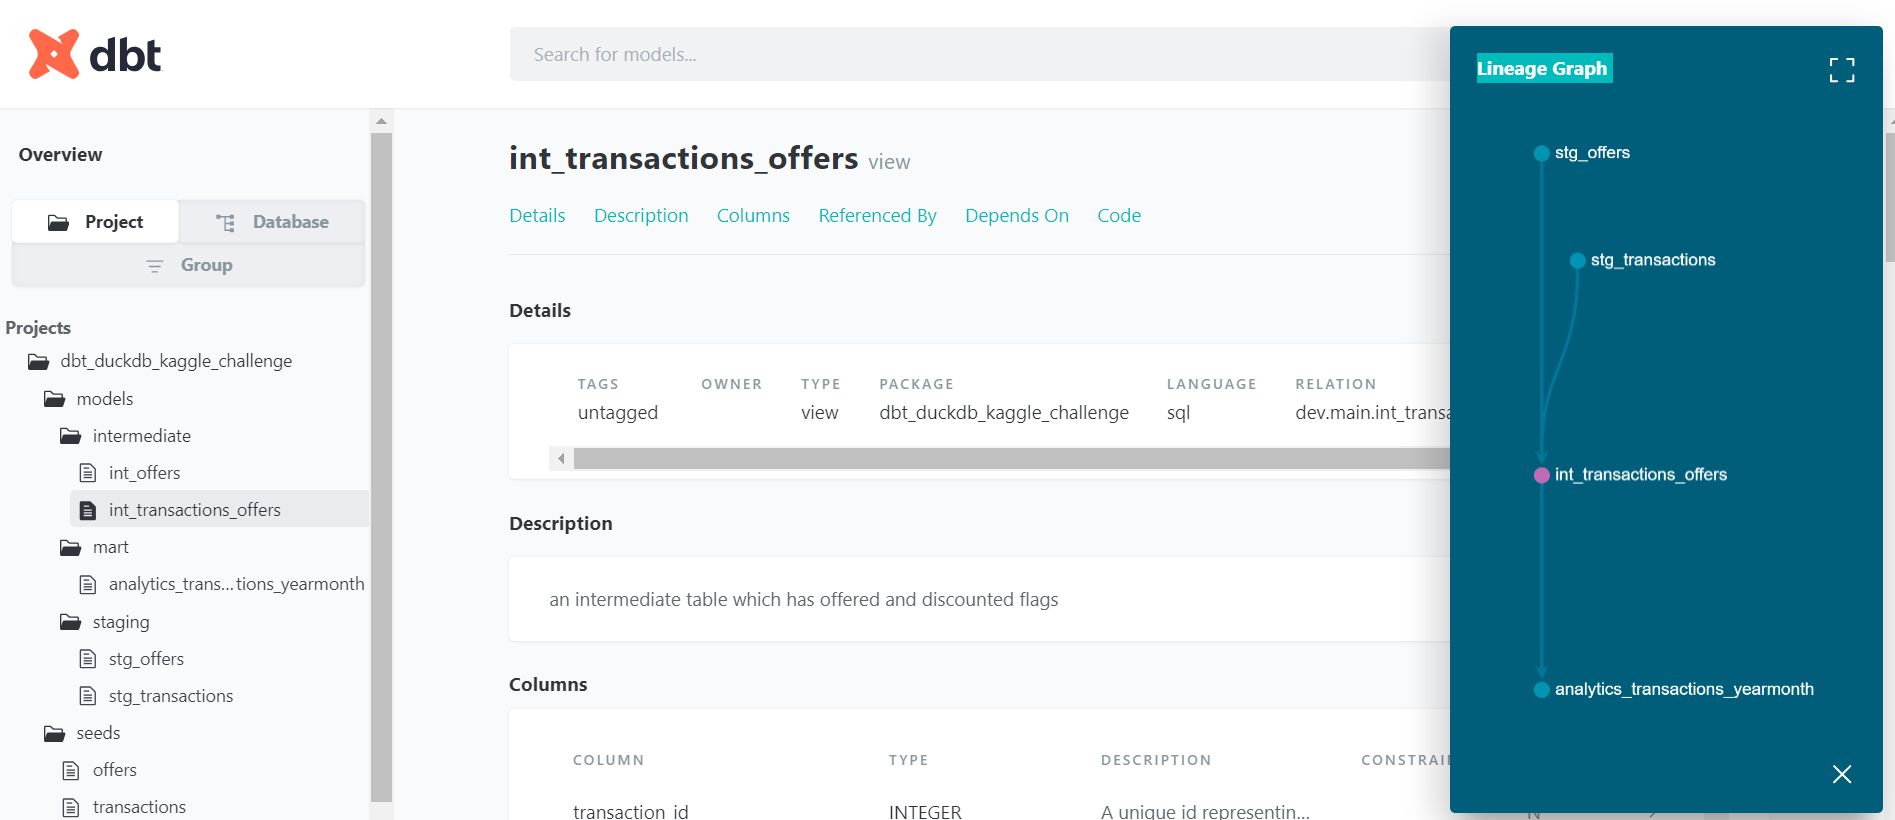 dbt
Search for models...
Overview
Project
Database
Group
Projects
dbt_duckdb_kaggle_challenge
models
intermediate
int_offers
int_transactions_offers
mart
analytics_trans...tions_yearmonth
staging
stg_offers
stg_transactions
seeds
offers
transactions
int_transactions_offers view
Details Description Columns Referenced By Depends On Code
Details
TAGS OWNER TYPE PACKAGE LANGUAGE RELATION
untagged view dbt_duckdb_kaggle_challenge sql dev.main.int_transa
Description
an intermediate table which has offered and discounted flags
Columns
COLUMN TYPE DESCRIPTION CONSTRAI
transaction_id INTEGER A unique id representin...
Lineage Graph
stg_offers
stg_transactions
int_transactions_offers
analytics_transactions_yearmonth